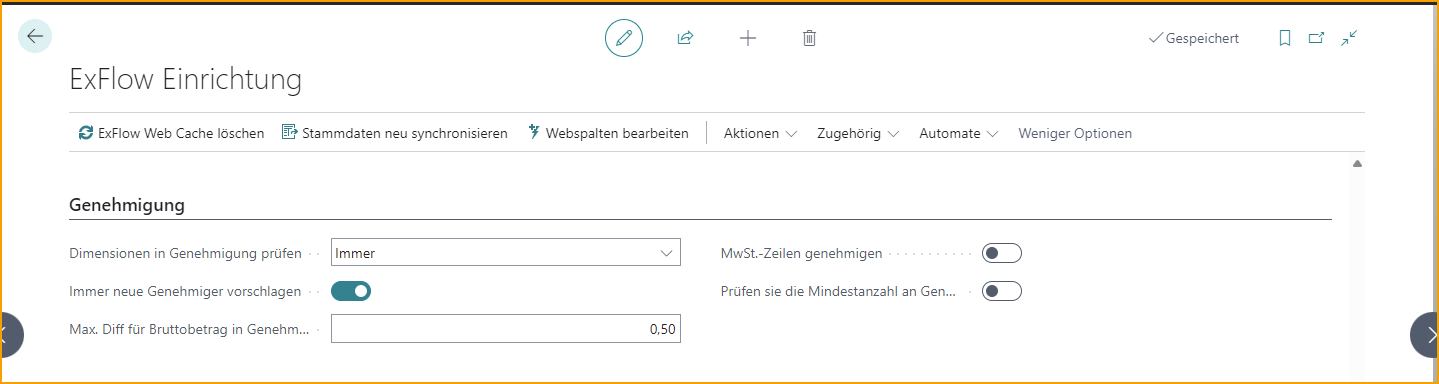 Gespeichert
ExFlow Einrichtung
ExFlow Web Cache löschen Stammdaten neu synchronisieren Webspalten bearbeiten Aktionen Zugehörig Automate Weniger Optionen
Genehmigung
Dimensionen in Genehmigung prüfen Immer MwSt.-Zeilen genehmigen
Immer neue Genehmiger vorschlagen Prüfen sie die Mindestanzahl an Gen...
Max. Diff für Bruttobetrag in Genehm... 0,50